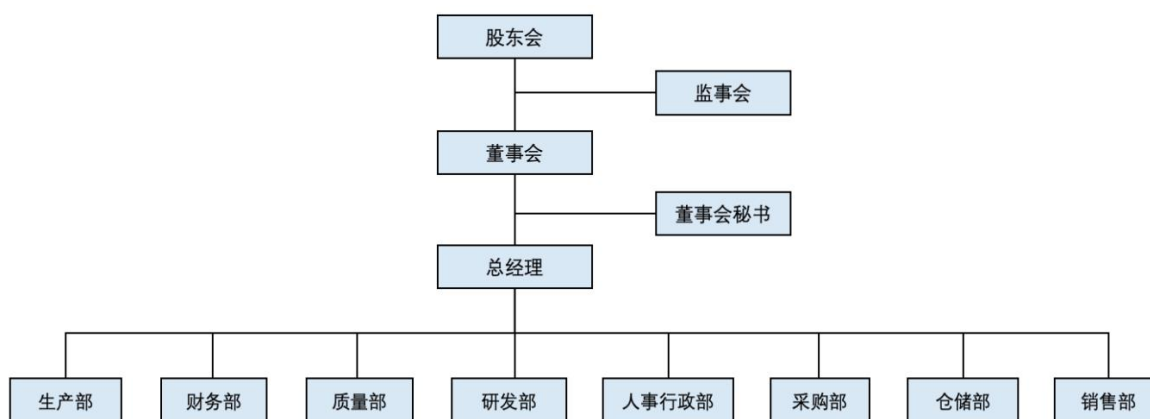 股东会
监事会
董事会
董事会秘书
总经理
生产部 财务部 质量部 研发部 人事行政部 采购部 仓储部 销售部